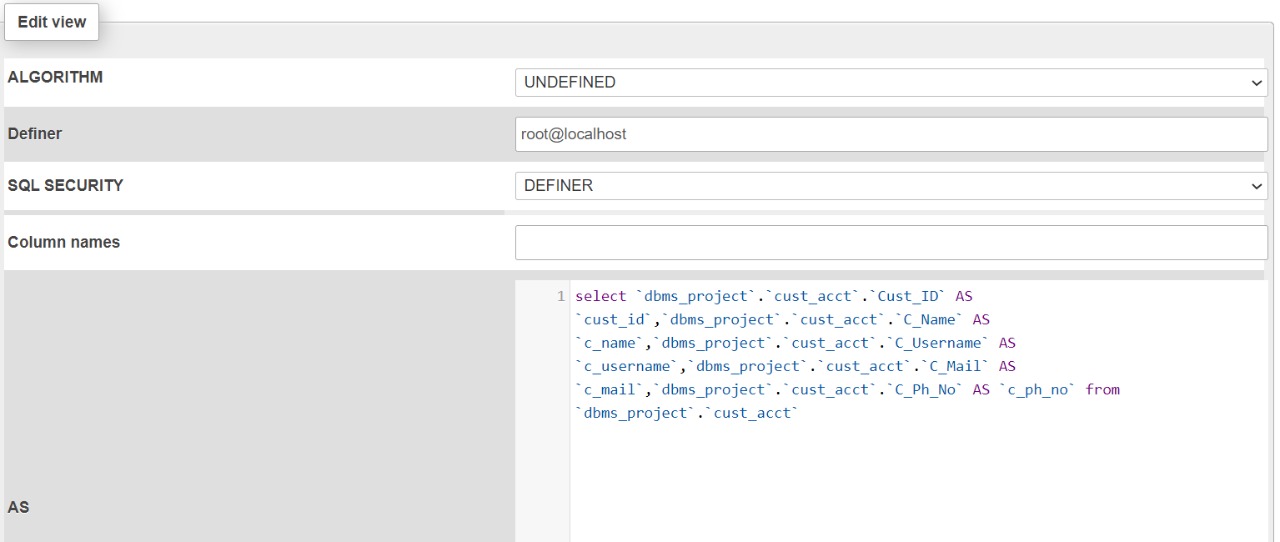 Edit view
ALGORITHM
UNDEFINED
Definer
root@localhost
SQL SECURITY
DEFINER
Column names
1 select `dbms_project`.`cust_acct`.`Cust_ID` AS
`cust_id`,`dbms_project`.`cust_acct`.`C_Name` AS
`c_name`,`dbms_project`.`cust_acct`.`C_Username` AS
`c_username`,`dbms_project`.`cust_acct`.`C_Mail` AS
`c_mail`,`dbms_project`.`cust_acct`.`C_Ph_No` AS `c_ph_no` from
`dbms_project`.`cust_acct`
AS